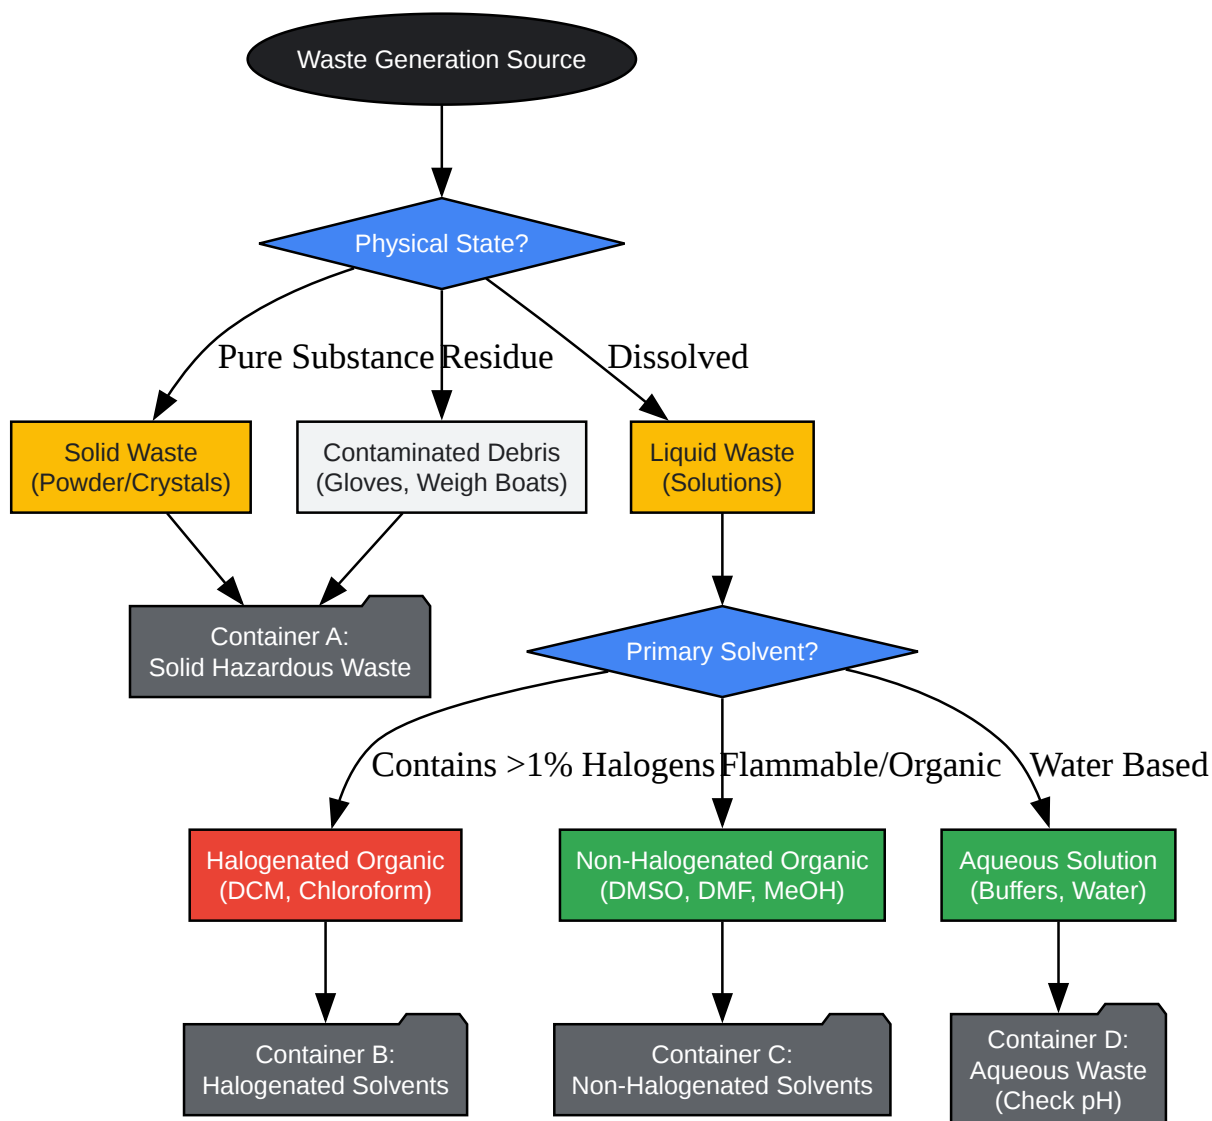 Waste Generation Source
Physical State?
Pure Substance
Residue
Dissolved
Solid Waste
(Powder/Crystals)
Contaminated Debris
(Gloves, Weigh Boats)
Liquid Waste
(Solutions)
Container A:
Solid Hazardous Waste
Primary Solvent?
Contains >1% Halogens
Flammable/Organic
Water Based
Halogenated Organic
(DCM, Chloroform)
Non-Halogenated Organic
(DMSO, DMF, MeOH)
Aqueous Solution
(Buffers, Water)
Container B:
Halogenated Solvents
Container C:
Non-Halogenated Solvents
Container D:
Aqueous Waste
(Check pH)